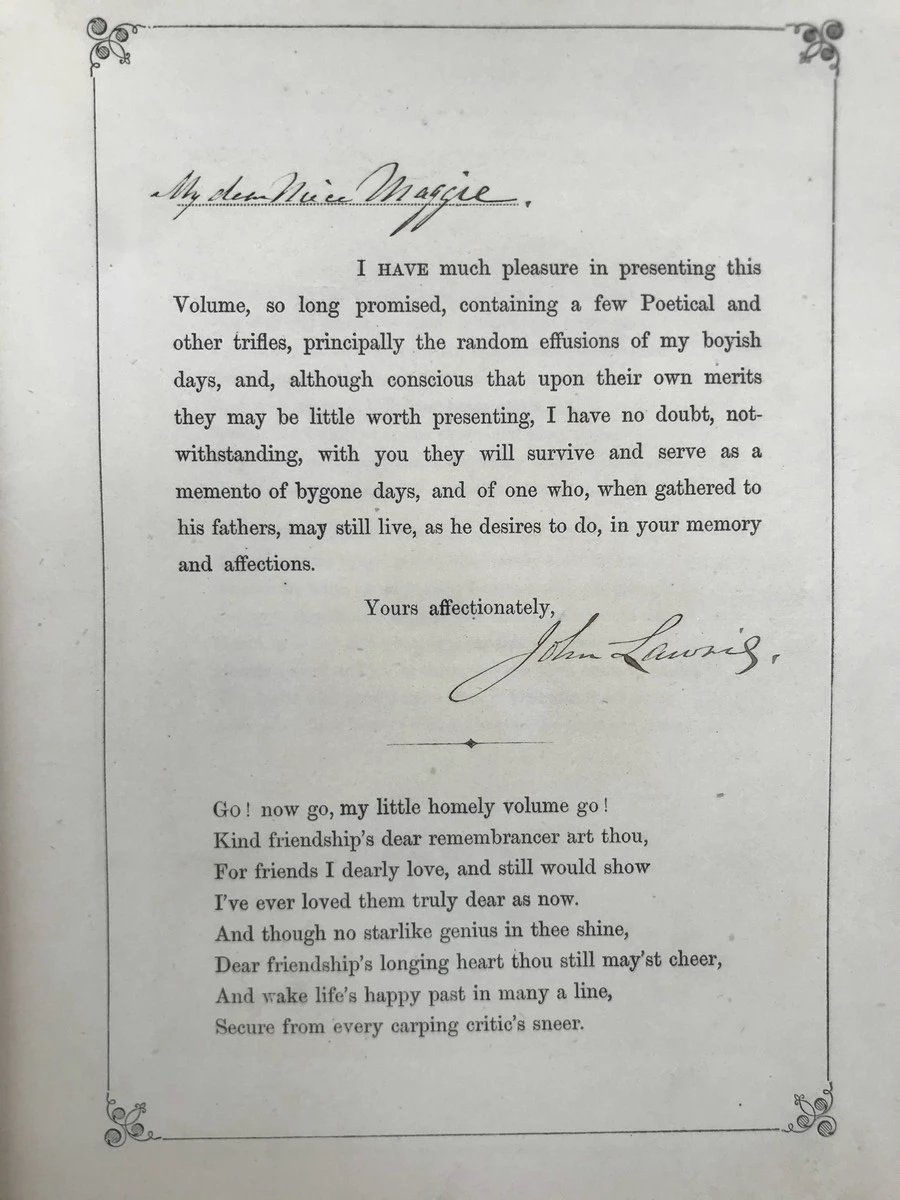 My dear Niece Maggie.
I HAVE much pleasure in presenting this
Volume, so long promised, containing a few Poetical and
other trifles, principally the random effusions of my boyish
days, and, although conscious that upon their own merits
they may be little worth presenting, I have no doubt, not-
withstanding, with you they will survive and serve as a
memento of bygone days, and of one who, when gathered to
his fathers, may still live, as he desires to do, in your memory
and affections.
Yours affectionately,
John Lawrie.
Go! now go, my little homely volume go!
Kind friendship's dear remembrancer art thou,
For friends I dearly love, and still would show
I've ever loved them truly dear as now.
And though no starlike genius in thee shine,
Dear friendship's longing heart thou still may'st cheer,
And wake life's happy past in many a line,
Secure from every carping critic's sneer.